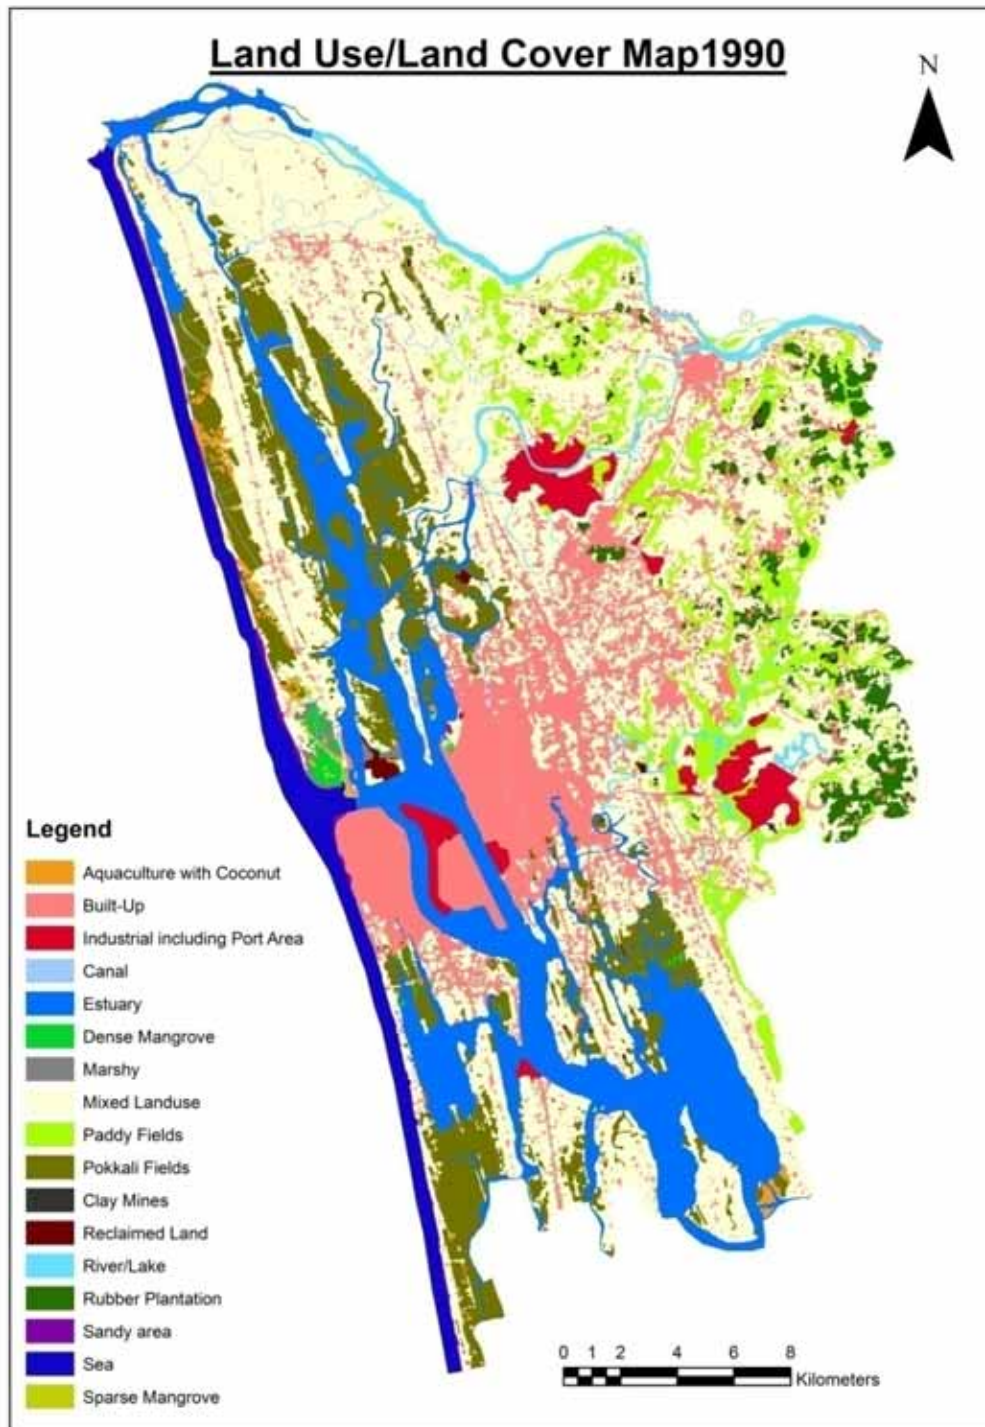 Land Use/Land Cover Map1990
N
Legend
Aquaculture with Coconut
Built-Up
Industrial including Port Area
Canal
Estuary
Dense Mangrove
Marshy
Mixed Landuse
Paddy Fields
Pokkali Fields
Clay Mines
Reclaimed Land
River/Lake
Rubber Plantation
Sandy area
Sea
Sparse Mangrove
0 1 2 4 6 8
Kilometers